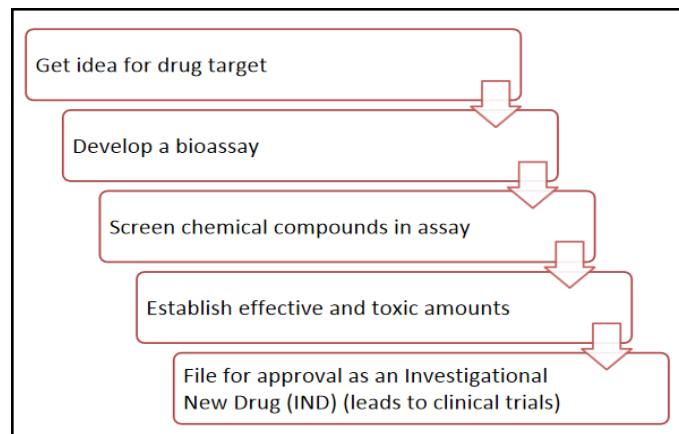 Get idea for drug target
Develop a bioassay
Screen chemical compounds in assay
Establish effective and toxic amounts
File for approval as an Investigational
New Drug (IND) (leads to clinical trials)